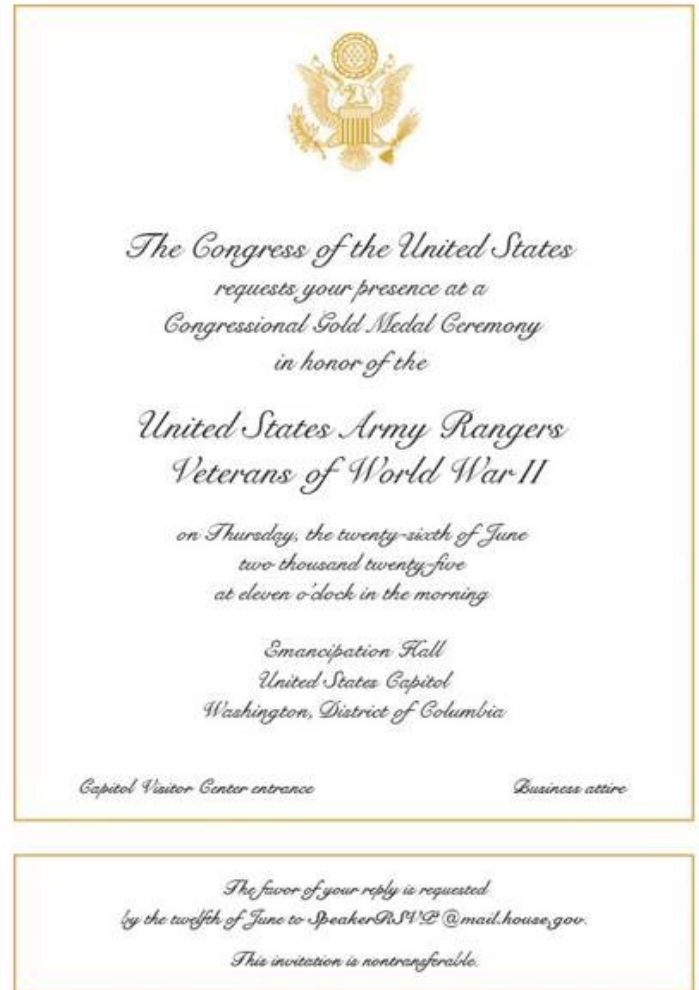 The Congress of the United States
requests your presence at a
Congressional Gold Medal Ceremony
in honor of the
United States Army Rangers
Veterans of World War II
on Thursday, the twenty-sixth of June
two thousand twenty-five
at eleven o'clock in the morning
Emancipation Hall
United States Capitol
Washington, District of Columbia
Capitol Visitor Center entrance
Business attire
The favor of your reply is requested
by the twelfth of June to SpeakerRSVP@mail.house.gov.
This invitation is nontransferable.